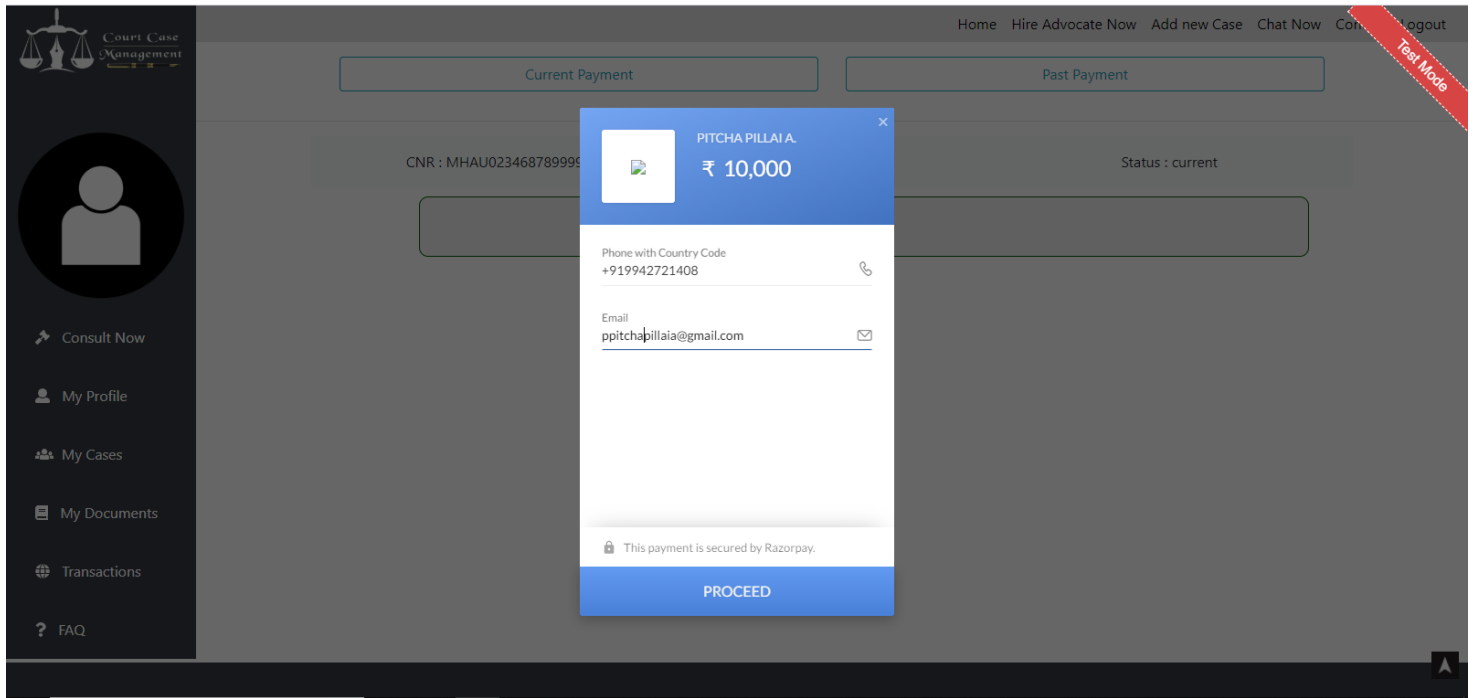 Court Case
Management
Home Hire Advocate Now Add new Case Chat Now Logout
Test Mode
Current Payment
Past Payment
CNR : MHAU023468789999
Status : current
×
PITCHA PILLAI A.
₹ 10,000
Phone with Country Code
+919942721408
Email
ppitchapillaia@gmail.com
This payment is secured by Razorpay.
PROCEED
Consult Now
My Profile
My Cases
My Documents
Transactions
? FAQ